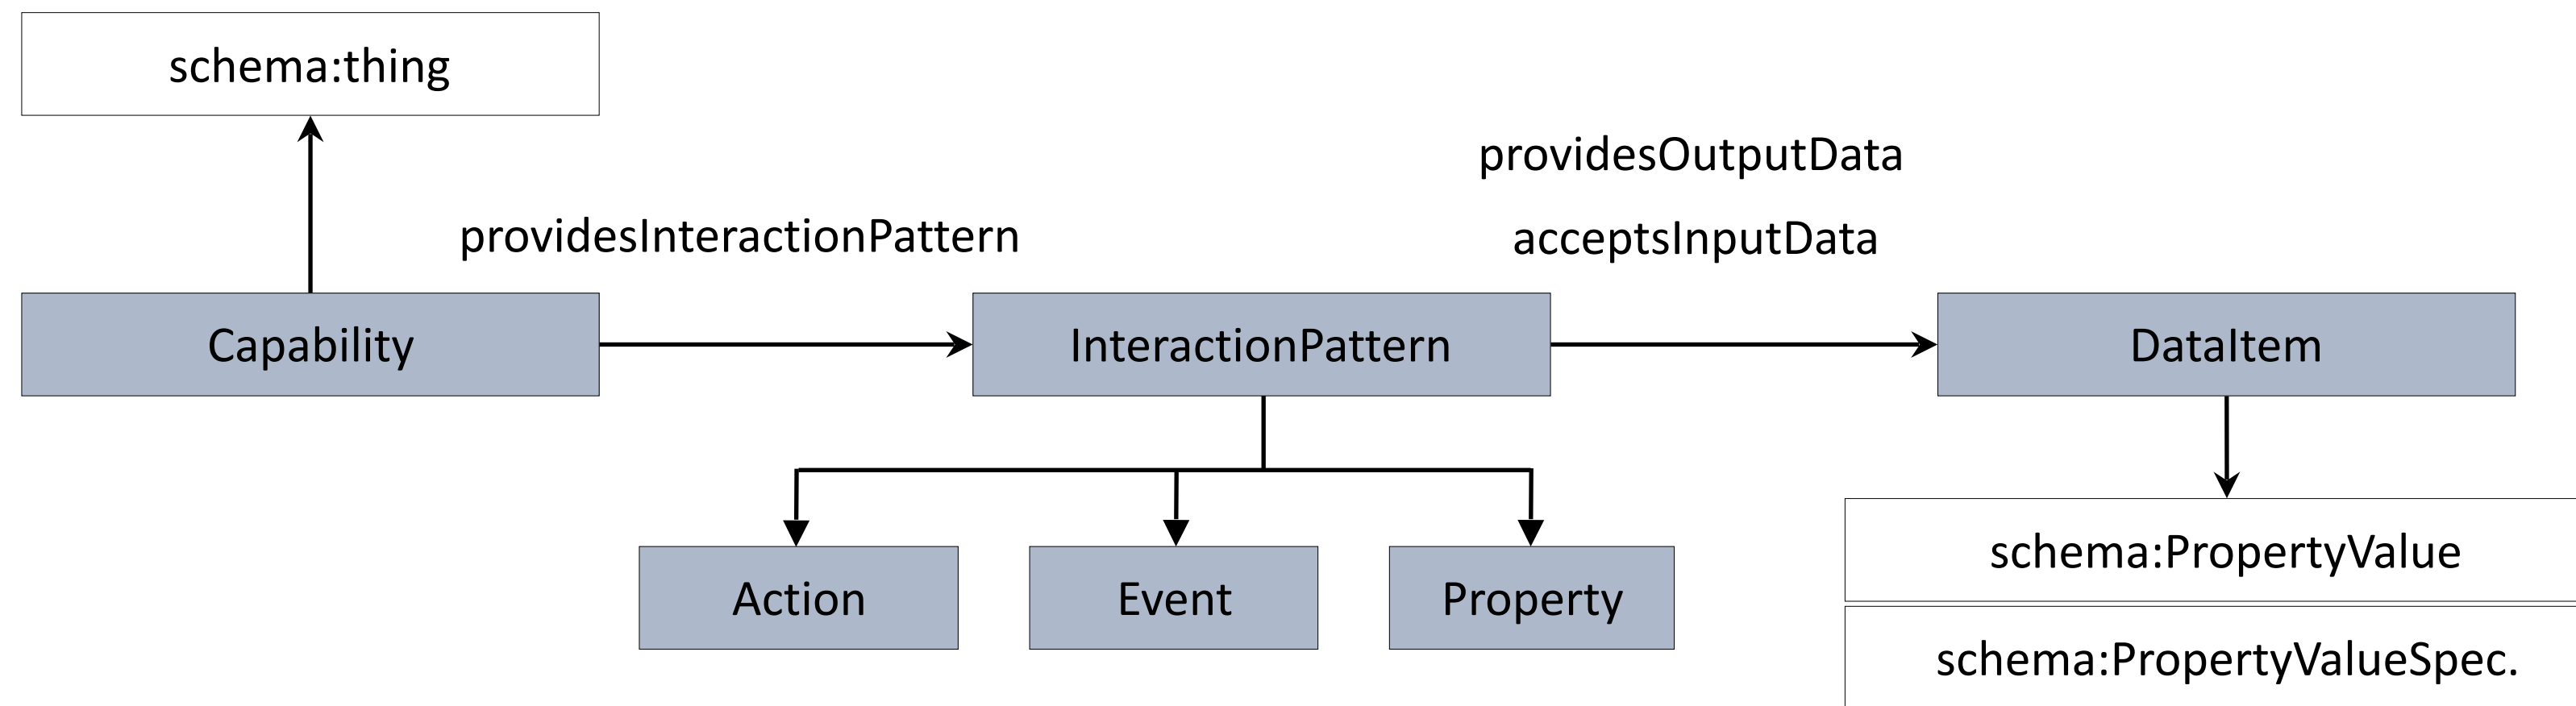 schema:thing
providesOutputData
providesInteractionPattern
acceptsInputData
Capability
InteractionPattern
DataItem
schema:PropertyValue
Action
Event
Property
schema:PropertyValueSpec.